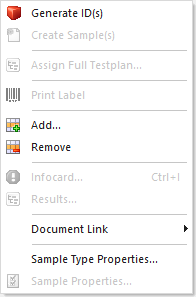 Generate ID(s)
Create Sample(s)
Assign Full Testplan...
Print Label
Add...
Remove
Infocard... Ctrl+I
Results...
Document Link
Sample Type Properties...
Sample Properties...